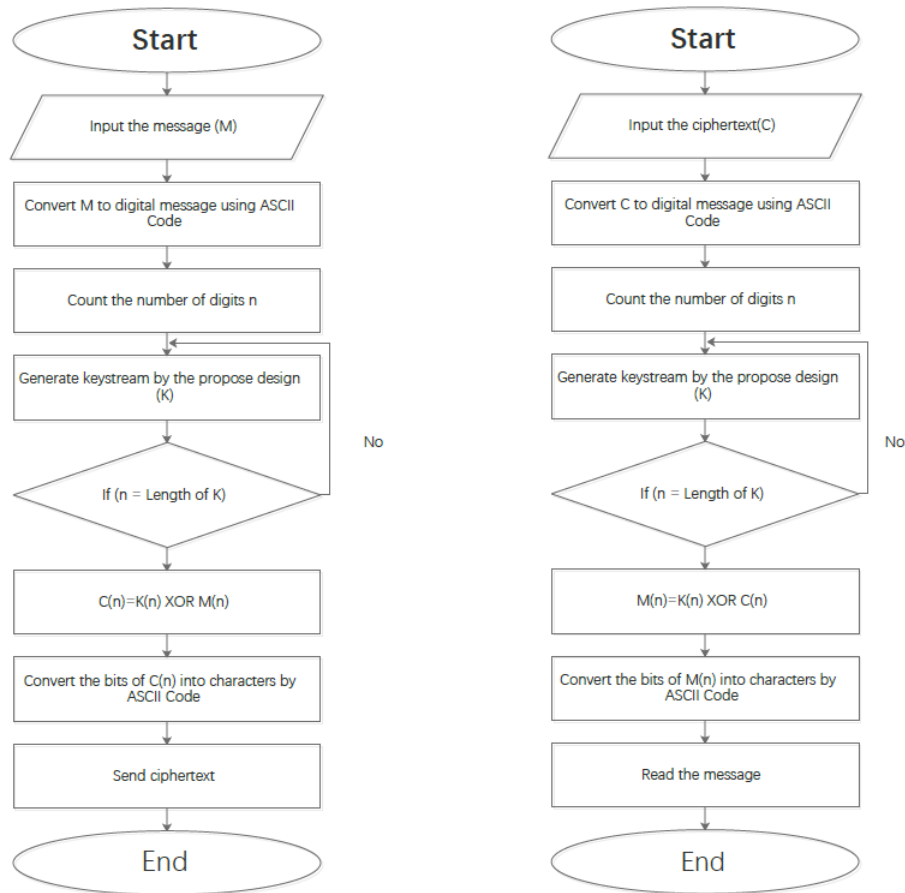 Start
Input the message (M)
Convert M to digital message using ASCII
Code
Count the number of digits n
Generate keystream by the propose design
(K)
No
If (n = Length of K)
C(n)=K(n) XOR M(n)
Convert the bits of C(n) into characters by
ASCII Code
Send ciphertext
End
Start
Input the ciphertext(C)
Convert C to digital message using ASCII
Code
Count the number of digits n
Generate keystream by the propose design
(K)
No
If (n = Length of K)
M(n)=K(n) XOR C(n)
Convert the bits of M(n) into characters by
ASCII Code
Read the message
End